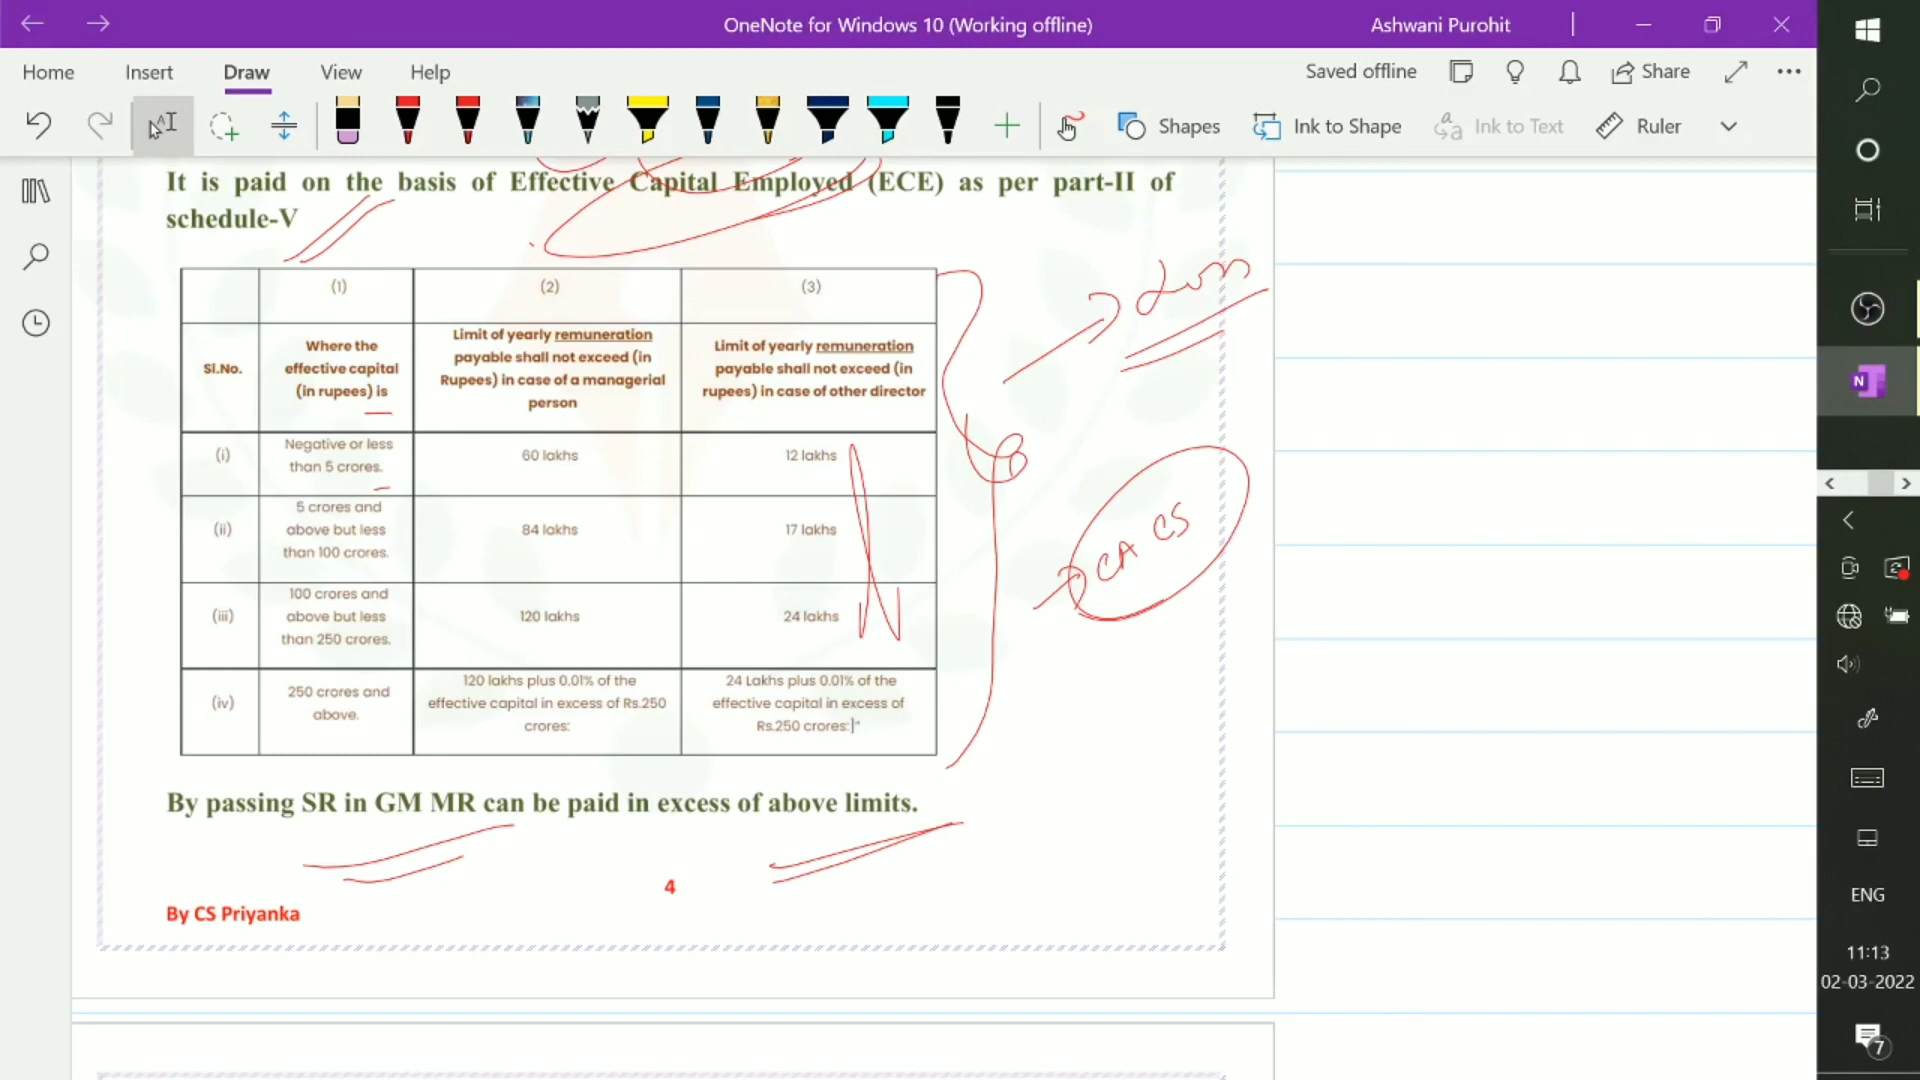 OneNote for Windows 10 (Working offline)
Ashwani Purohit
Home Insert Draw View Help
Saved offline
Share
Shapes
Ink to Shape
Ink to Text
Ruler
It is paid on the basis of Effective Capital Employed (ECE) as per part-II of
schedule-V
(1) (2) (3)
Sl.No.
Where the
effective capital
(in rupees) is
Limit of yearly remuneration
payable shall not exceed (in
Rupees) in case of a managerial
person
Limit of yearly remuneration
payable shall not exceed (in
rupees) in case of other director
(i)
Negative or less
than 5 crores.
60 lakhs
12 lakhs
(ii)
5 crores and
above but less
than 100 crores.
84 lakhs
17 lakhs
(iii)
100 crores and
above but less
than 250 crores.
120 lakhs
24 lakhs
(iv)
250 crores and
above.
120 lakhs plus 0.01% of the
effective capital in excess of Rs.250
crores:
24 Lakhs plus 0.01% of the
effective capital in excess of
Rs.250 crores:]"
CA CS
By passing SR in GM MR can be paid in excess of above limits.
4
By CS Priyanka
N
ENG
11:13
02-03-2022
7